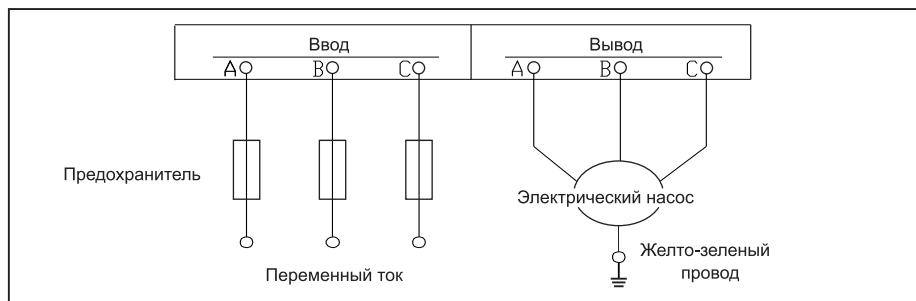 Ввод
Вывод
A B C
A B C
Предохранитель
Электрический насос
Переменный ток
Желто-зеленый
провод